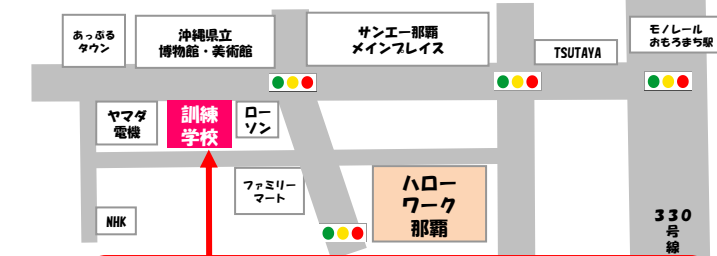 あっぷる
タウン
沖縄県立
博物館・美術館
サンエー那覇
メインプレイス
TSUTAYA
モノレール
おもろまち駅
ヤマダ
電機
訓練
学校
ロー
ソン
ファミリー
マート
ハロー
ワーク
那覇
NHK
330
号
線